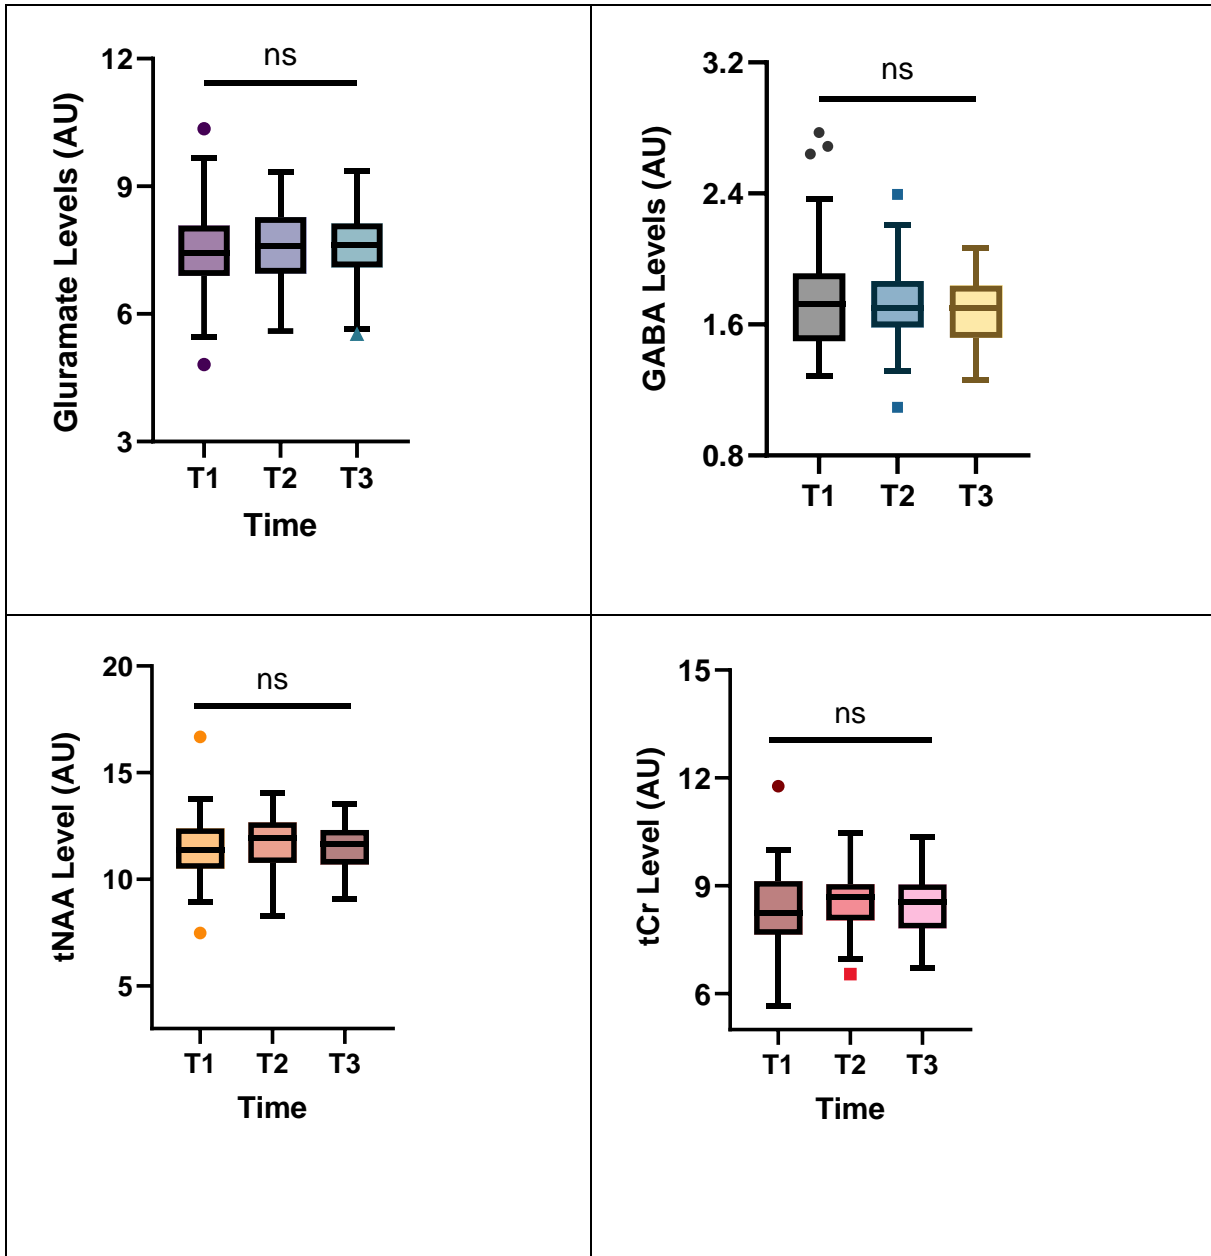 12
ns
9
6
3
Gluramate Levels (AU)
T1 T2 T3
Time
3.2
ns
2.4
1.6
0.8
GABA Levels (AU)
T1 T2 T3
20
ns
15
10
5
tNAA Level (AU)
T1 T2 T3
Time
15
ns
12
9
6
tCr Level (AU)
T1 T2 T3
Time